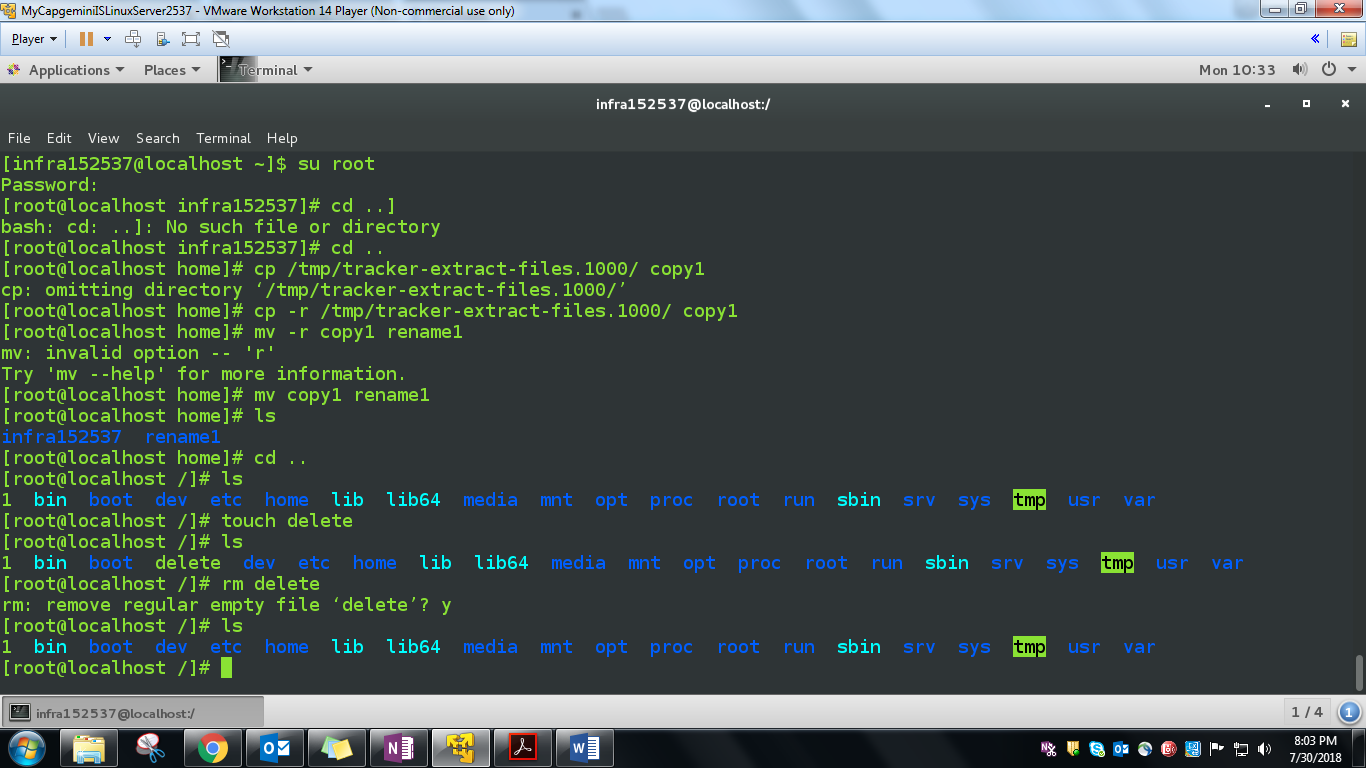 MyCapgeminiISLinuxServer2537 - VMware Workstation 14 Player (Non-commercial use only)
Player
Applications Places Terminal Mon 10:33
infra152537@localhost:/
File Edit View Search Terminal Help
[infra152537@localhost ~]$ su root
Password:
[root@localhost infra152537]# cd ..]
bash: cd: ..]: No such file or directory
[root@localhost infra152537]# cd ..
[root@localhost home]# cp /tmp/tracker-extract-files.1000/ copy1
cp: omitting directory ‘/tmp/tracker-extract-files.1000/’
[root@localhost home]# cp -r /tmp/tracker-extract-files.1000/ copy1
[root@localhost home]# mv -r copy1 rename1
mv: invalid option -- 'r'
Try 'mv --help' for more information.
[root@localhost home]# mv copy1 rename1
[root@localhost home]# ls
infra152537 rename1
[root@localhost home]# cd ..
[root@localhost /]# ls
1 bin boot dev etc home lib lib64 media mnt opt proc root run sbin srv sys tmp usr var
[root@localhost /]# touch delete
[root@localhost /]# ls
1 bin boot delete dev etc home lib lib64 media mnt opt proc root run sbin srv sys tmp usr var
[root@localhost /]# rm delete
rm: remove regular empty file ‘delete’? y
[root@localhost /]# ls
1 bin boot dev etc home lib lib64 media mnt opt proc root run sbin srv sys tmp usr var
[root@localhost /]#
infra152537@localhost:/ 1 / 4 1
8:03 PM
7/30/2018